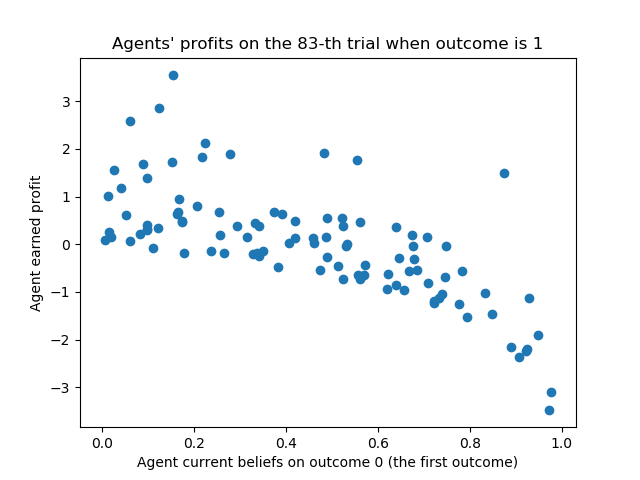 Agents' profits on the 83-th trial when outcome is 1
Agent earned profit
3
2
1
0
−1
−2
−3
0.0 0.2 0.4 0.6 0.8 1.0
Agent current beliefs on outcome 0 (the first outcome)